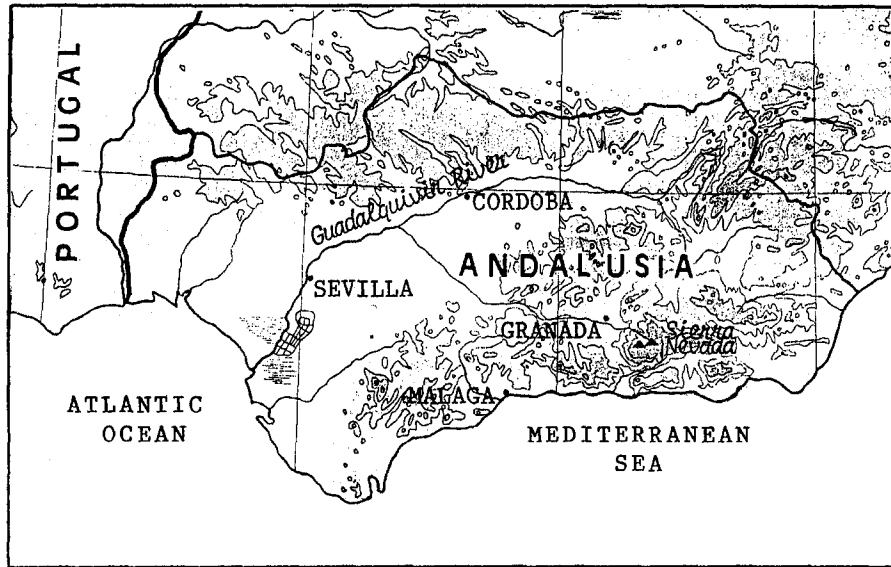 PORTUGAL
Guadalquivir River
CORDOBA
ANDALUSIA
SEVILLA
GRANADA
Sierra
Nevada
MALAGA
ATLANTIC
OCEAN
MEDITERRANEAN
SEA